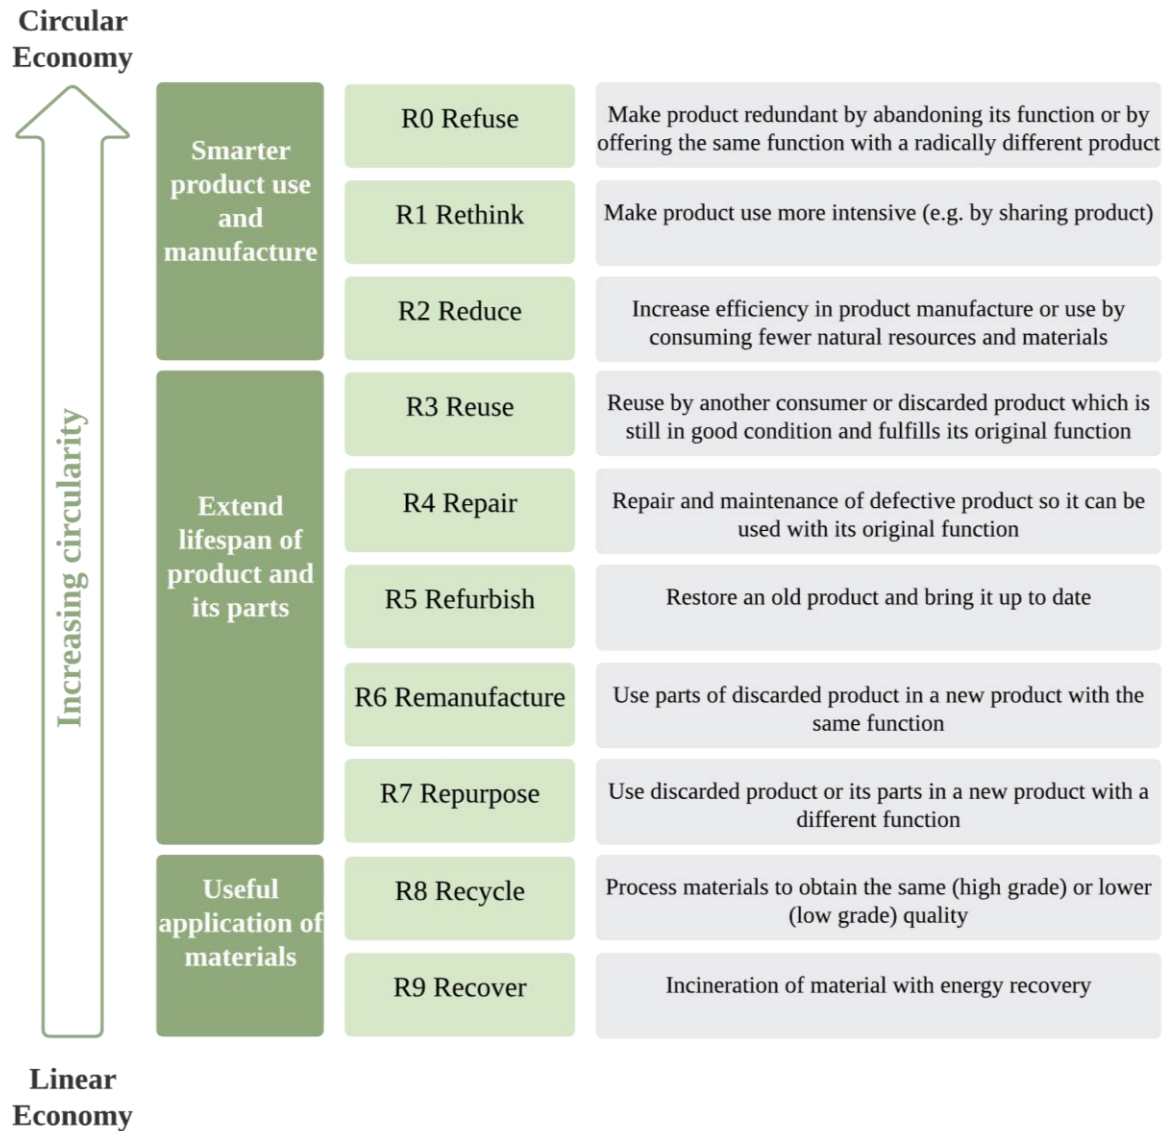 Circular
Economy
Smarter
product use
and
manufacture
R0 Refuse
Make product redundant by abandoning its function or by
offering the same function with a radically different product
R1 Rethink
Make product use more intensive (e.g. by sharing product)
R2 Reduce
Increase efficiency in product manufacture or use by
consuming fewer natural resources and materials
Increasing circularity
Extend
lifespan of
product and
its parts
R3 Reuse
Reuse by another consumer or discarded product which is
still in good condition and fulfills its original function
R4 Repair
Repair and maintenance of defective product so it can be
used with its original function
R5 Refurbish
Restore an old product and bring it up to date
R6 Remanufacture
Use parts of discarded product in a new product with the
same function
R7 Repurpose
Use discarded product or its parts in a new product with a
different function
Useful
application of
materials
R8 Recycle
Process materials to obtain the same (high grade) or lower
(low grade) quality
R9 Recover
Incineration of material with energy recovery
Linear
Economy